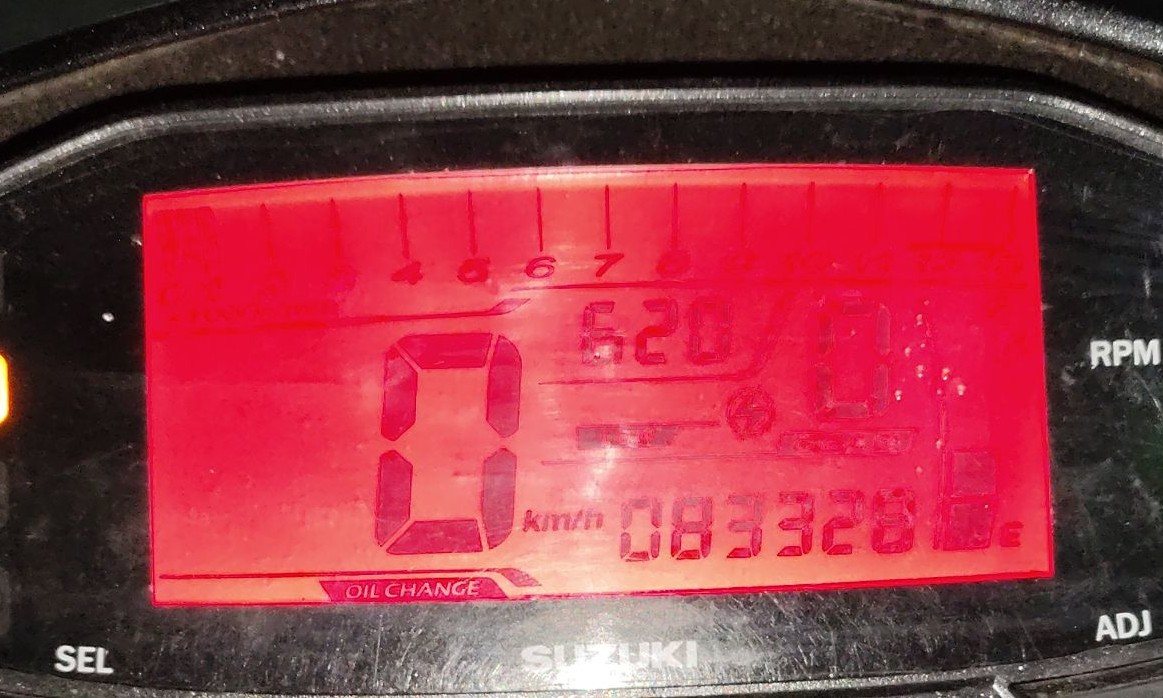 4 5 6 7 8
620 / 0
0 km/h
083328
E
OIL CHANGE
RPM
SEL
SUZUKI
ADJ